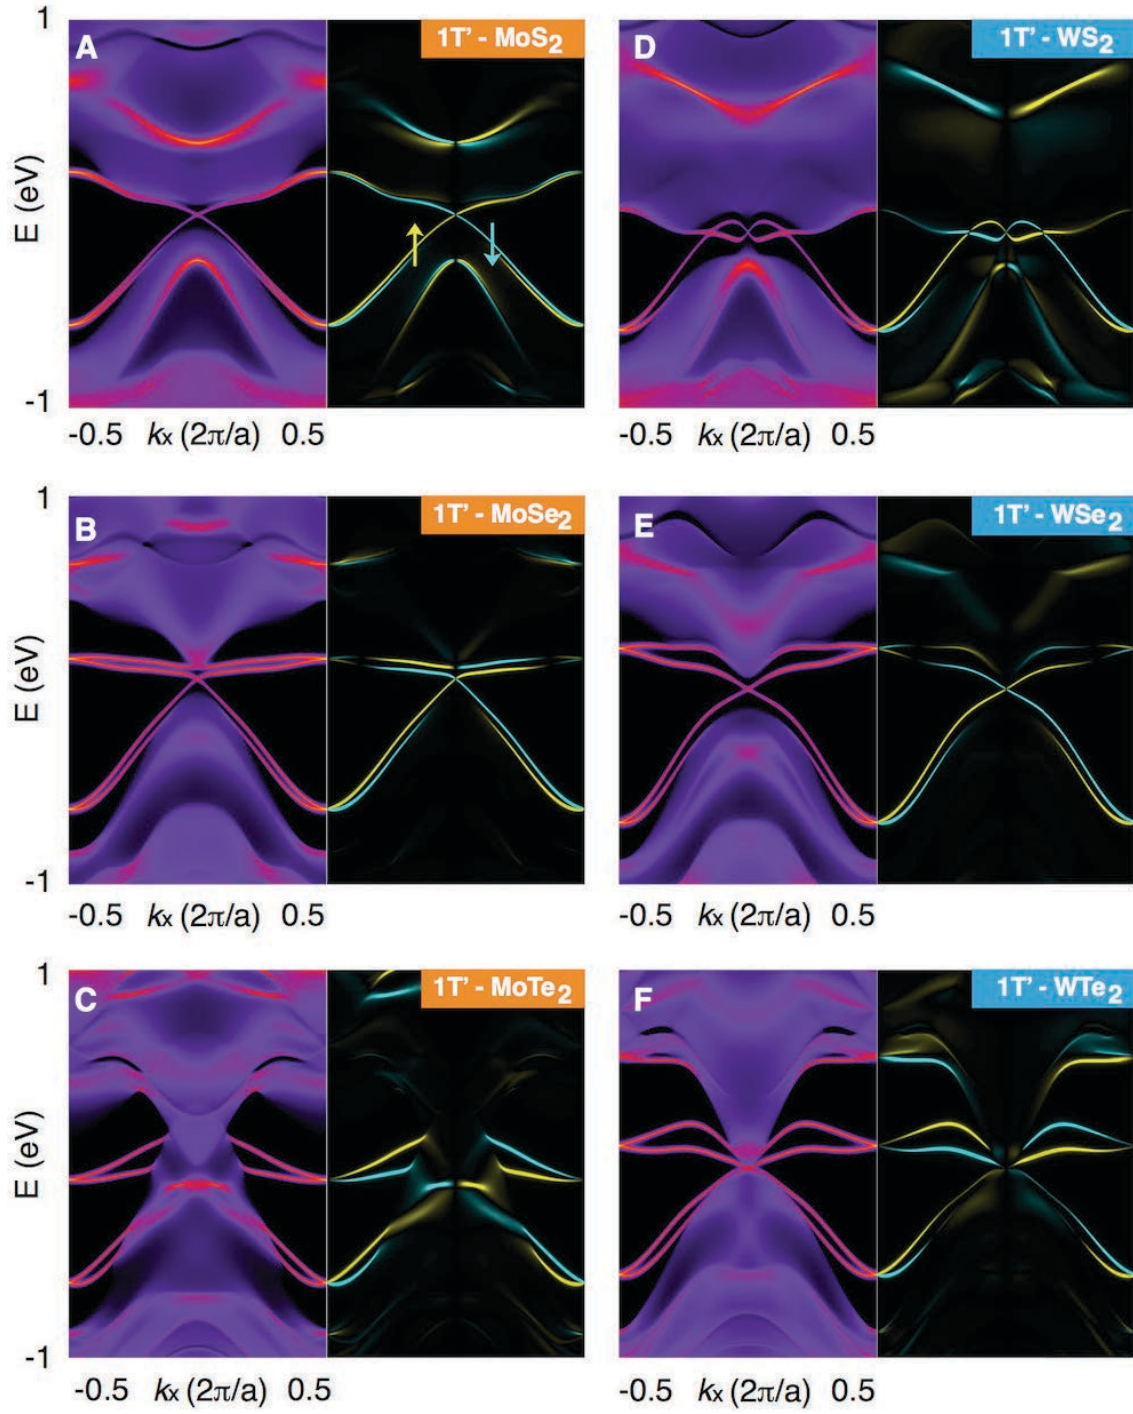 1
A
1T' - MoS2
E (eV)
-1
-0.5 kx (2π/a) 0.5
D
1T' - WS2
-0.5 kx (2π/a) 0.5
1
B
1T' - MoSe2
E (eV)
-1
-0.5 kx (2π/a) 0.5
E
1T' - WSe2
-0.5 kx (2π/a) 0.5
1
C
1T' - MoTe2
E (eV)
-1
-0.5 kx (2π/a) 0.5
F
1T' - WTe2
-0.5 kx (2π/a) 0.5